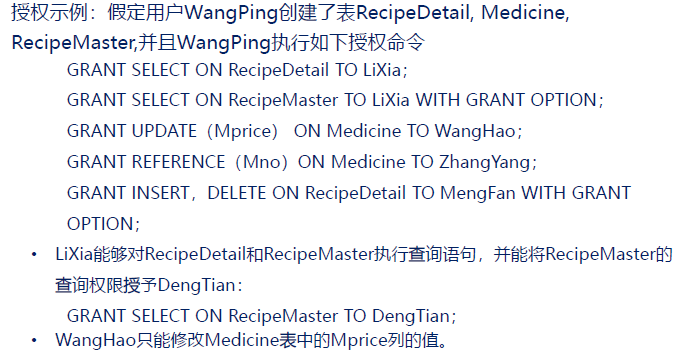 授权示例：假定用户WangPing创建了表RecipeDetail, Medicine,
RecipeMaster,并且WangPing执行如下授权命令
GRANT SELECT ON RecipeDetail TO LiXia；
GRANT SELECT ON RecipeMaster TO LiXia WITH GRANT OPTION；
GRANT UPDATE（Mprice） ON Medicine TO WangHao；
GRANT REFERENCE（Mno）ON Medicine TO ZhangYang；
GRANT INSERT，DELETE ON RecipeDetail TO MengFan WITH GRANT
OPTION；
• LiXia能够对RecipeDetail和RecipeMaster执行查询语句，并能将RecipeMaster的
查询权限授予DengTian：
GRANT SELECT ON RecipeMaster TO DengTian；
• WangHao只能修改Medicine表中的Mprice列的值。